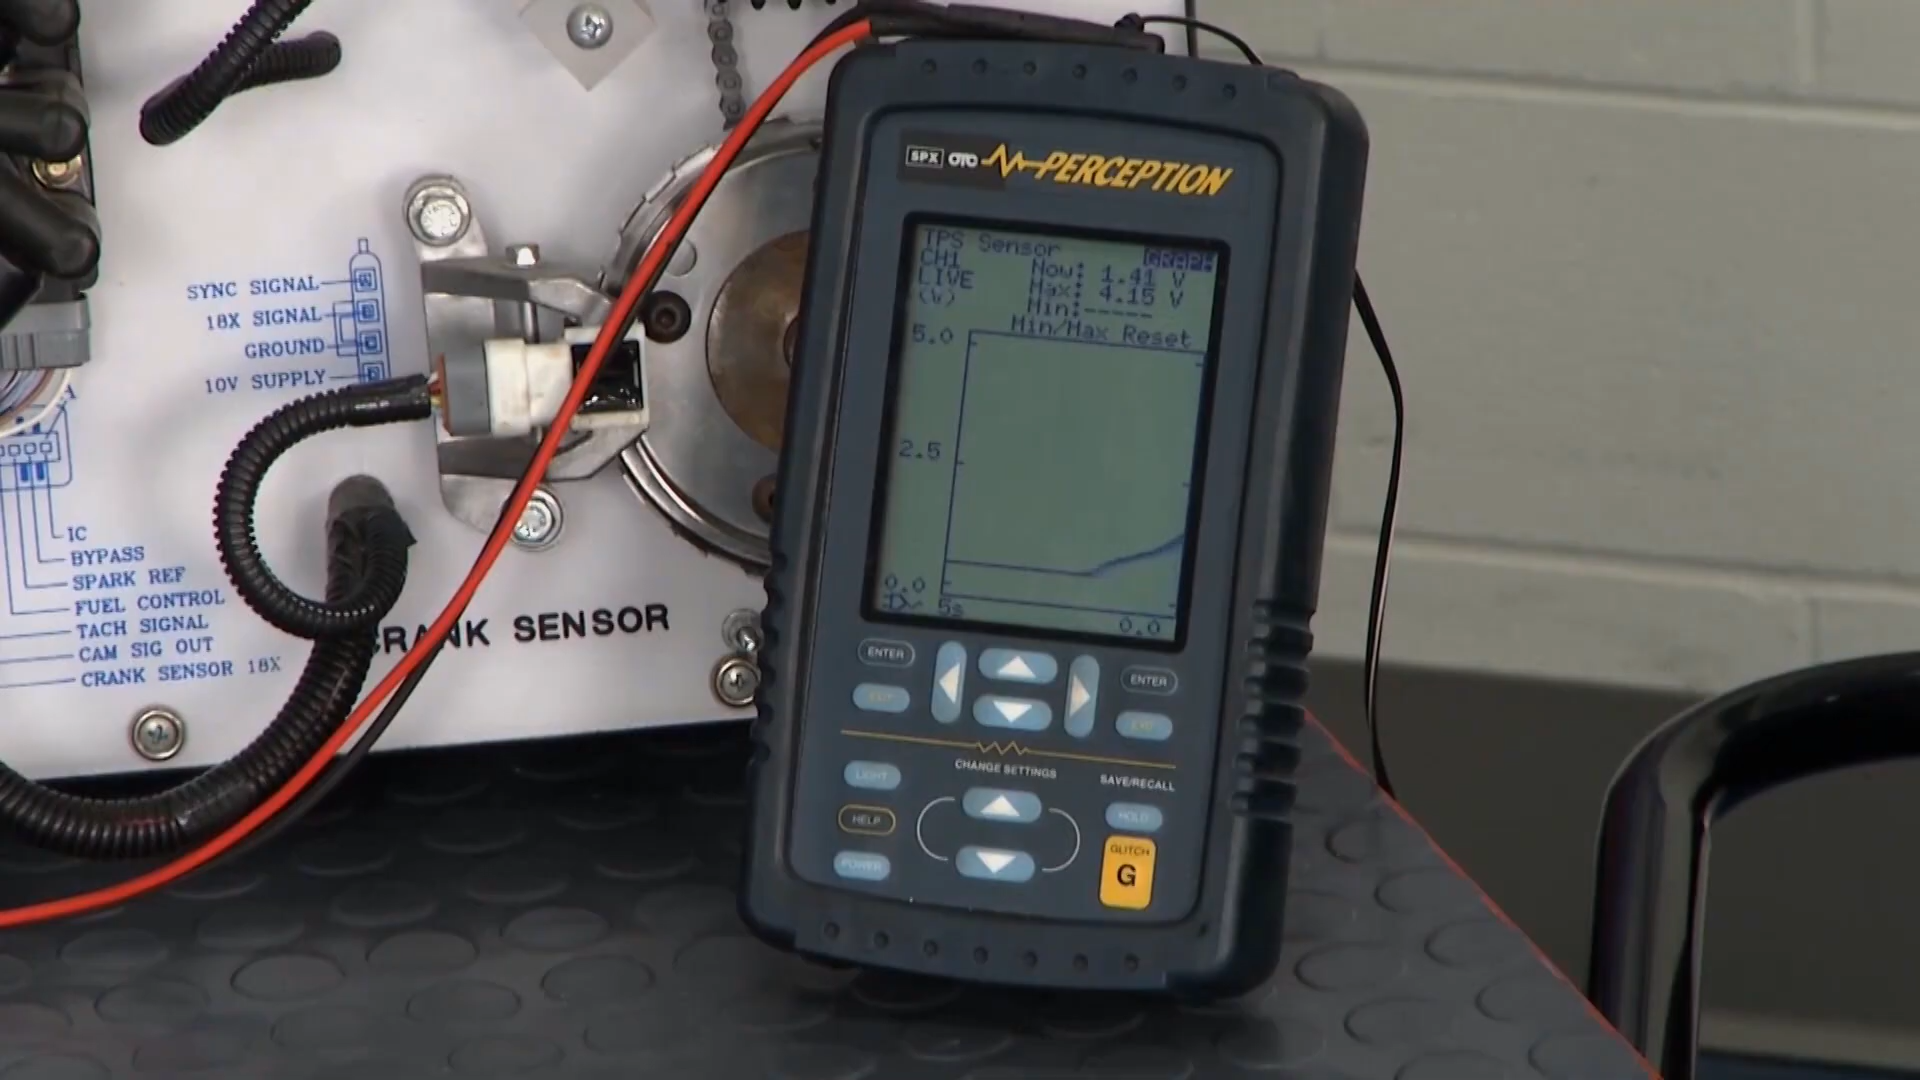 SYNC SIGNAL
18X SIGNAL
GROUND
10V SUPPLY
IC
BYPASS
SPARK REF
FUEL CONTROL
TACH SIGNAL
CAM SIG OUT
CRANK SENSOR 18X
CRANK SENSOR
SPX OTC PERCEPTION
TPS Sensor
GRAPH
CH1
Now: 1.41 V
LIVE
Max: 4.15 V
Min:-----
Min/Max Reset
5.0
2.5
0.0
5s
0.0
ENTER
ENTER
EXIT
EXIT
LIGHT
CHANGE SETTINGS
SAVE/RECALL
HELP
HOLD
POWER
GLITCH
G